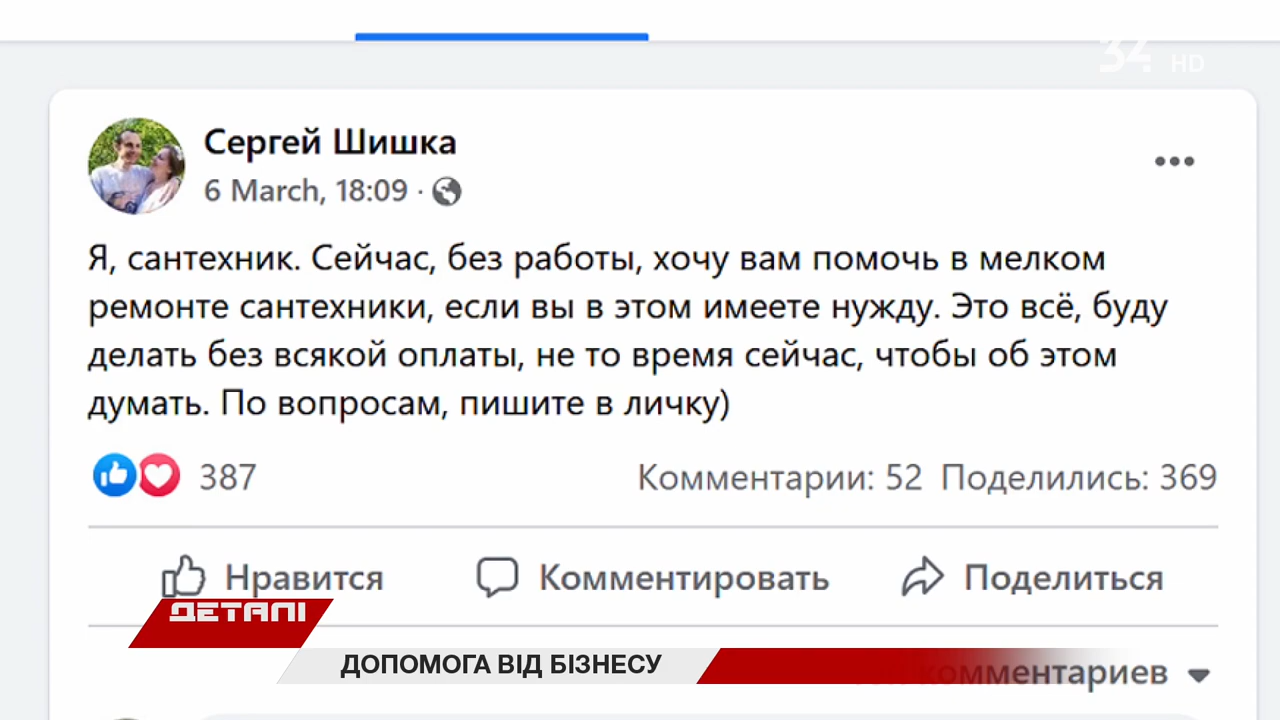 34 HD
Сергей Шишка
6 March, 18:09 ·
Я, сантехник. Сейчас, без работы, хочу вам помочь в мелком
ремонте сантехники, если вы в этом имеете нужду. Это всё, буду
делать без всякой оплаты, не то время сейчас, чтобы об этом
думать. По вопросам, пишите в личку)
387 Комментарии: 52 Поделились: 369
Нравится Комментировать Поделиться
ДЕТАЛІ
ДОПОМОГА ВІД БІЗНЕСУ
комментариев